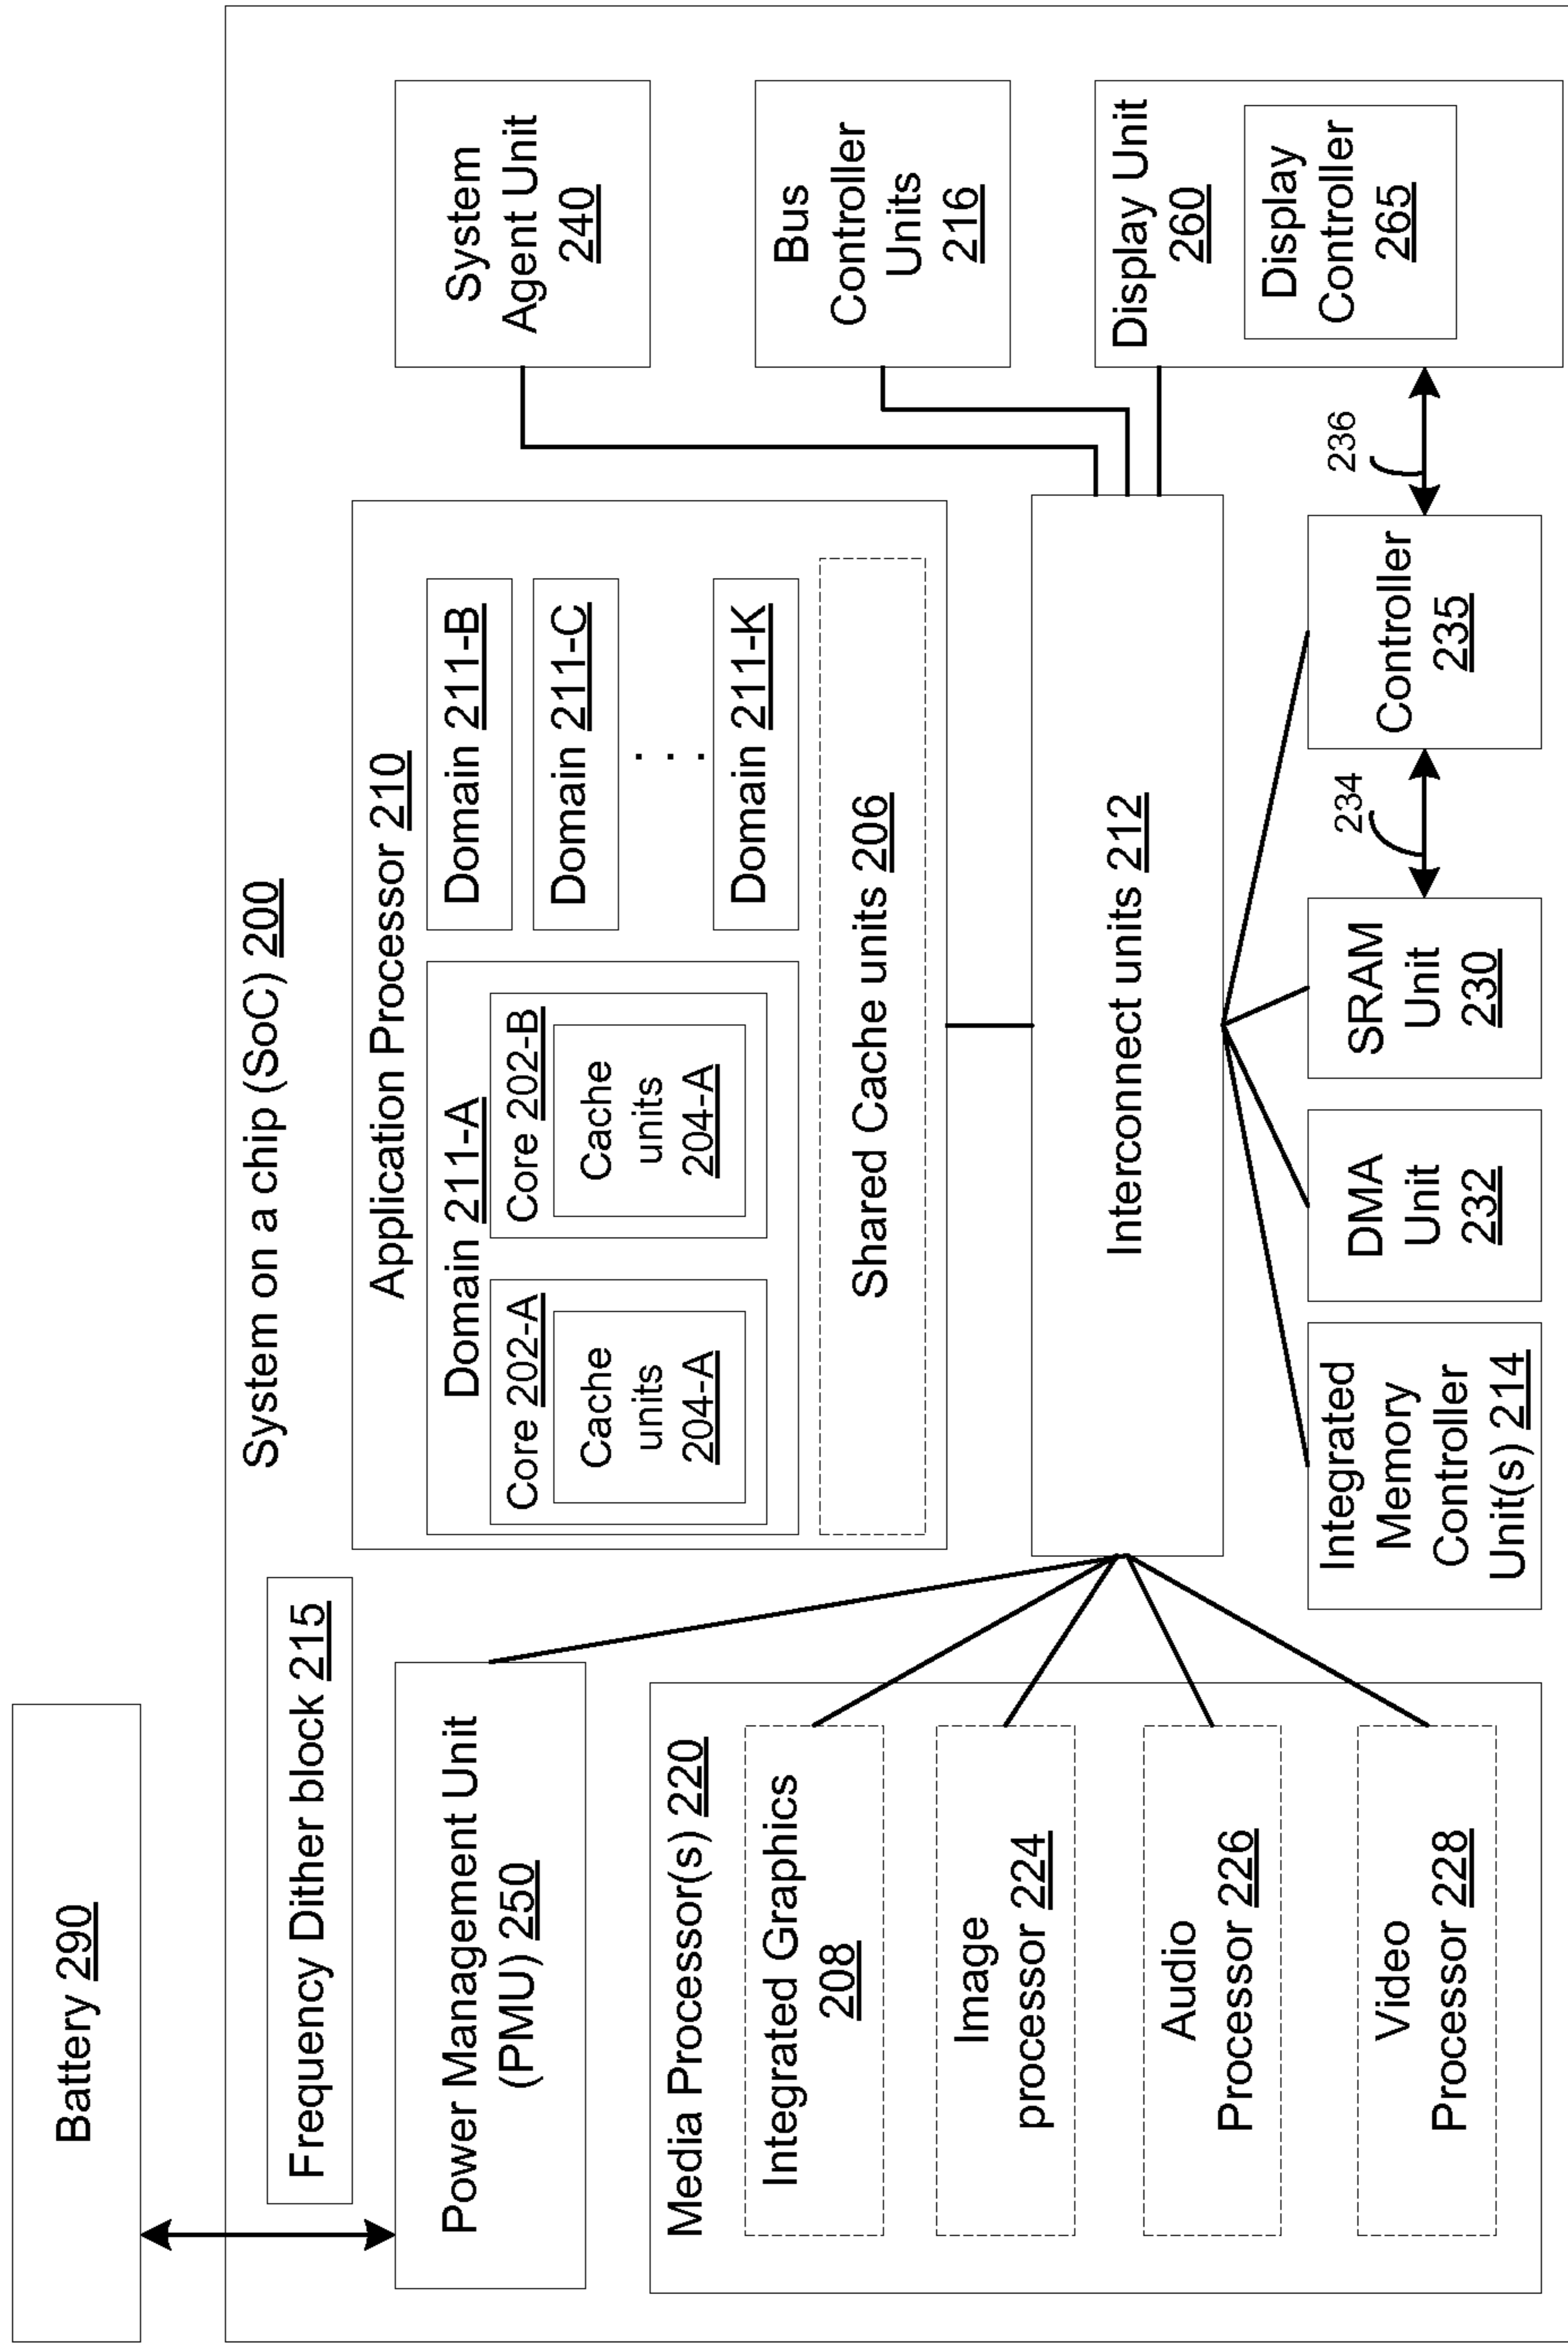 Battery 290
System on a chip (SoC) 200
Frequency Dither block 215
Power Management Unit
(PMU) 250
Media Processor(s) 220
Integrated Graphics
208
Image
processor 224
Audio
Processor 226
Video
Processor 228
Application Processor 210
Domain 211-A
Core 202-A
Cache
units
204-A
Core 202-B
Cache
units
204-A
Domain 211-B
Domain 211-C
. . .
Domain 211-K
Shared Cache units 206
Interconnect units 212
Integrated
Memory
Controller
Unit(s) 214
DMA
Unit
232
SRAM
Unit
230
234
Controller
235
236
System
Agent Unit
240
Bus
Controller
Units
216
Display Unit
260
Display
Controller
265